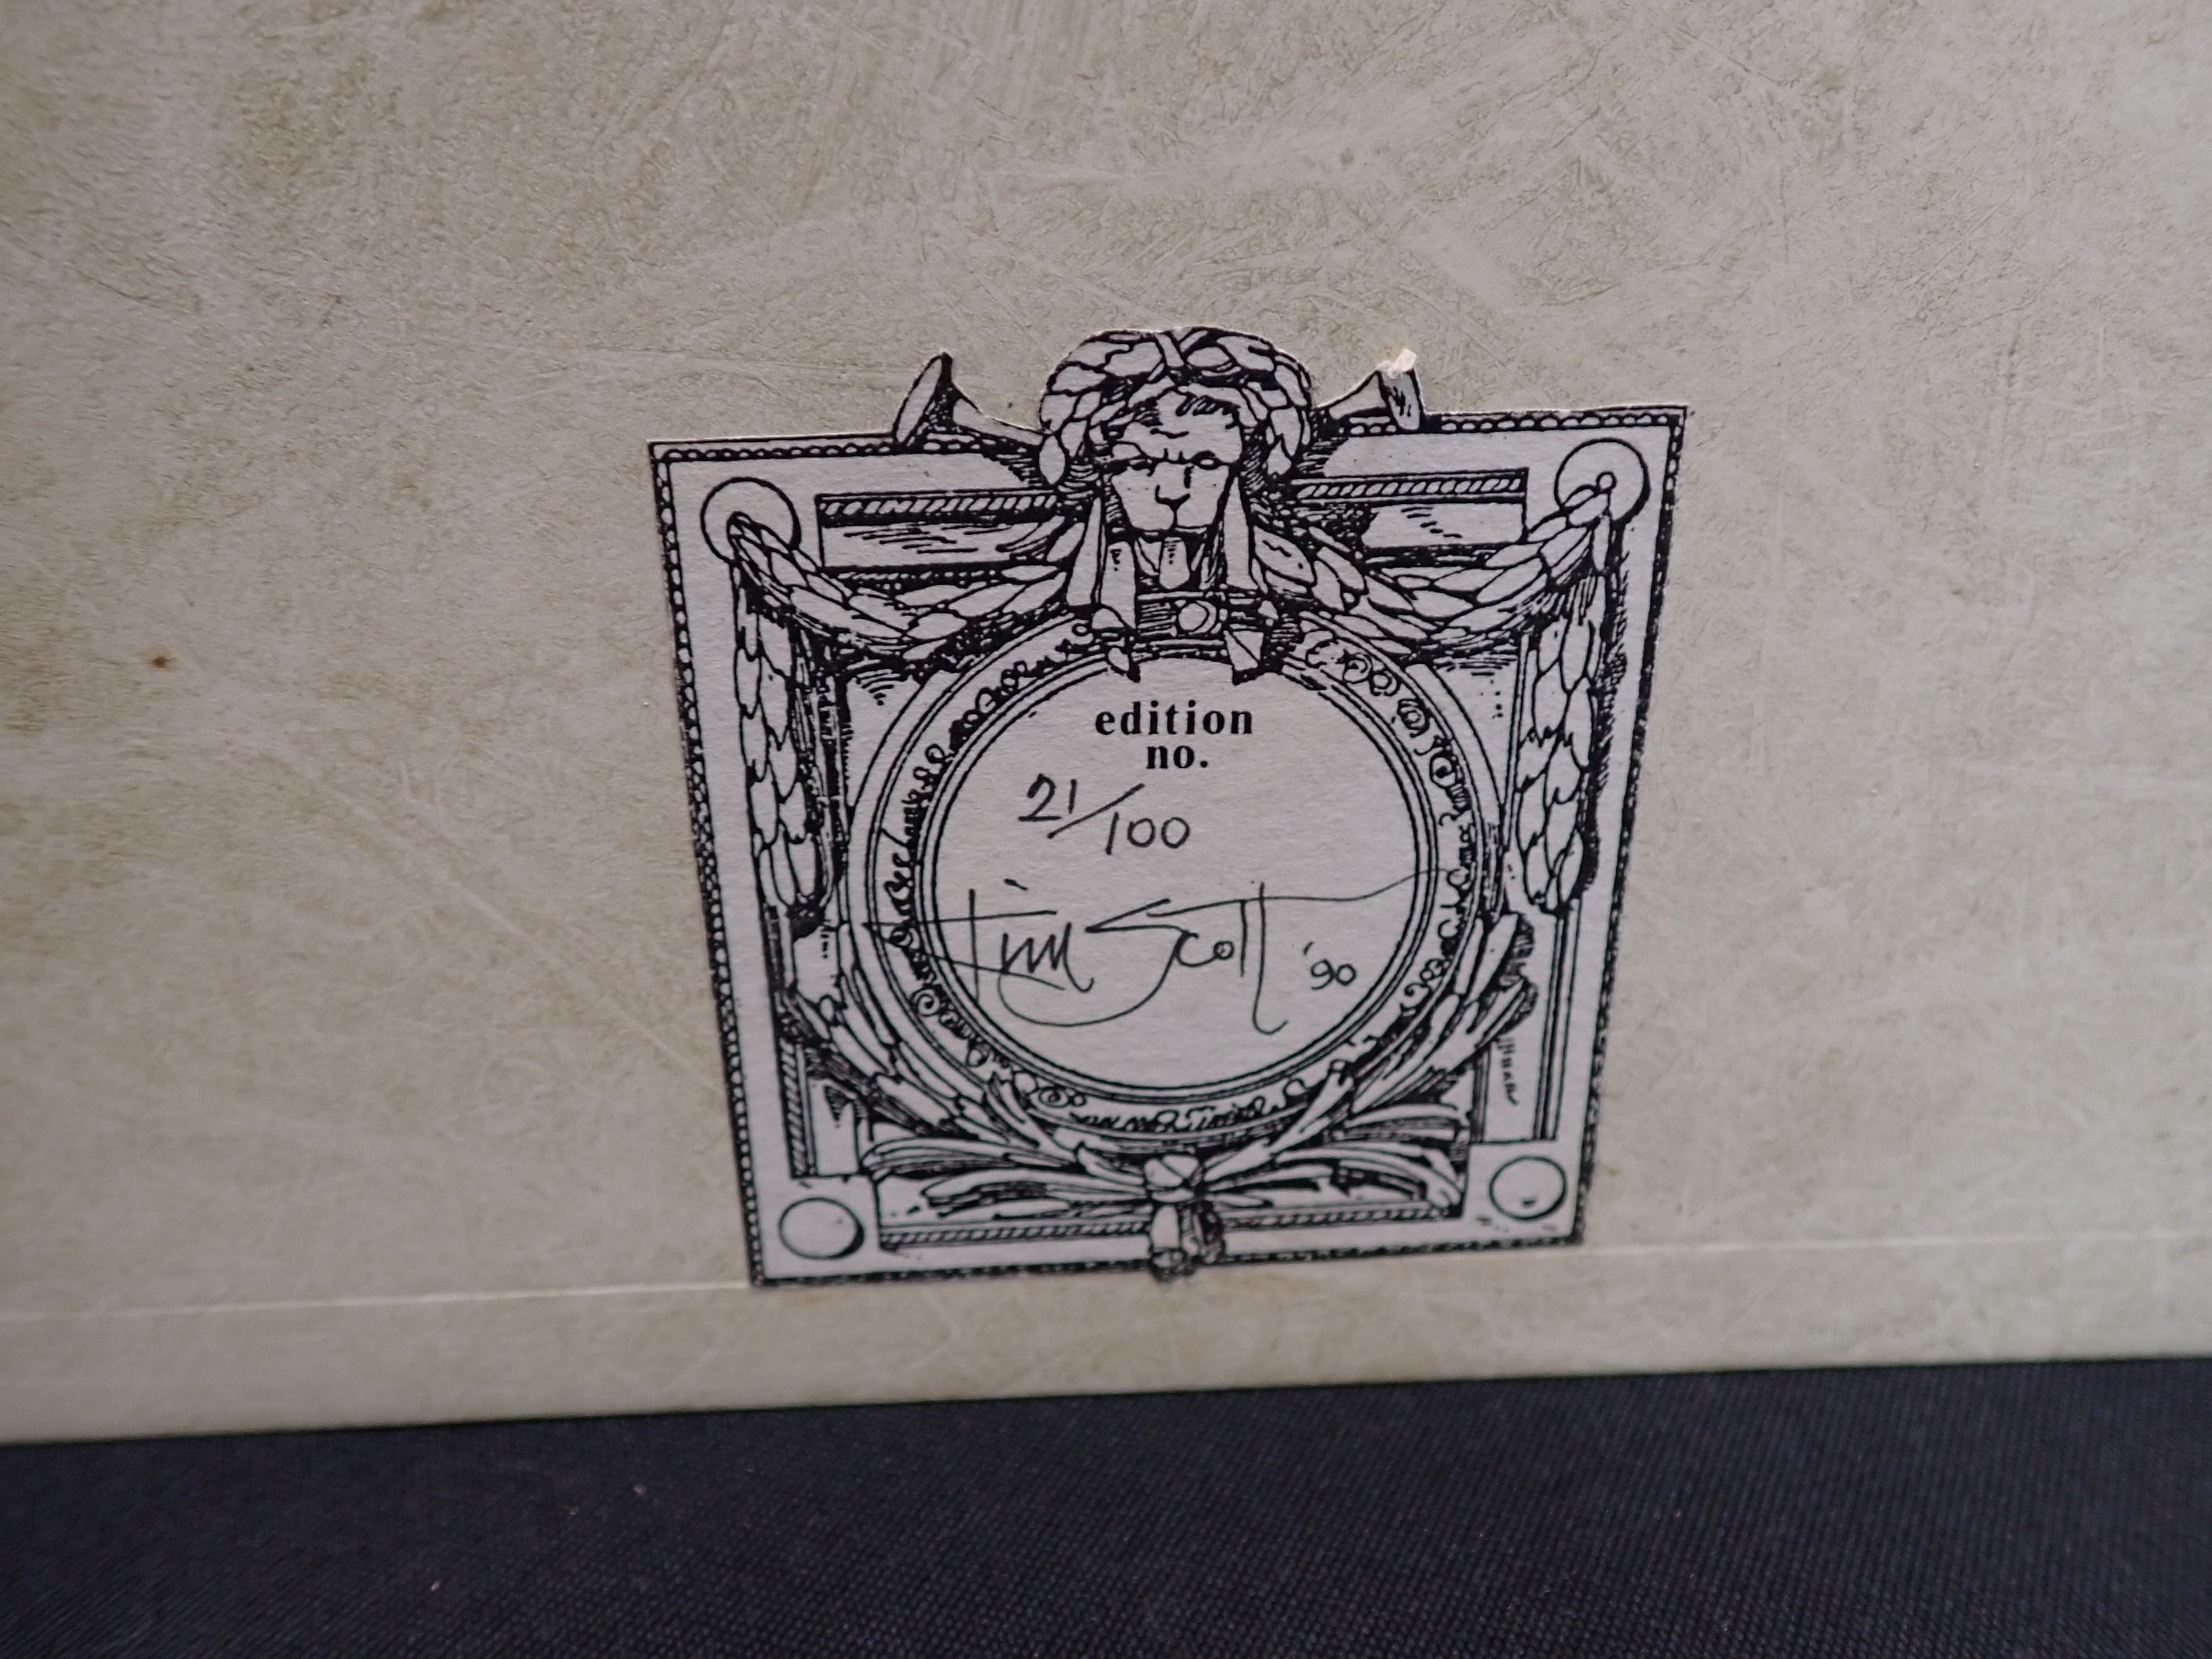 edition
no.
21/100
Tim Scott '90